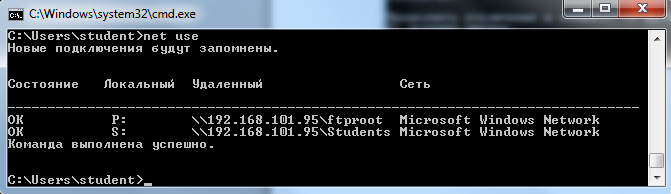 C:\Windows\system32\cmd.exe
C:\Users\student>net use
Новые подключения будут запомнены.
Состояние Локальный Удаленный Сеть
-------------------------------------------------------------------------------
OK P: \\192.168.101.95\ftproot Microsoft Windows Network
OK S: \\192.168.101.95\Students Microsoft Windows Network
Команда выполнена успешно.
C:\Users\student>_